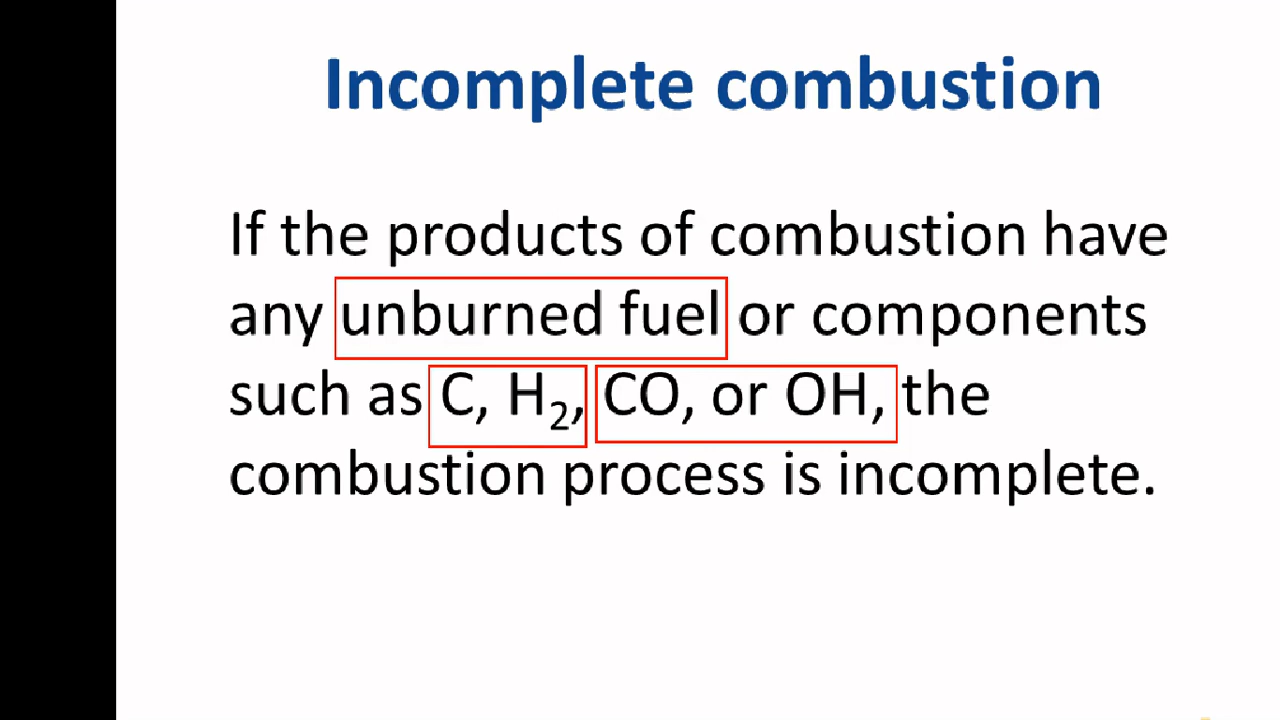 Incomplete combustion
If the products of combustion have
any unburned fuel or components
such as C, H₂, CO, or OH, the
combustion process is incomplete.